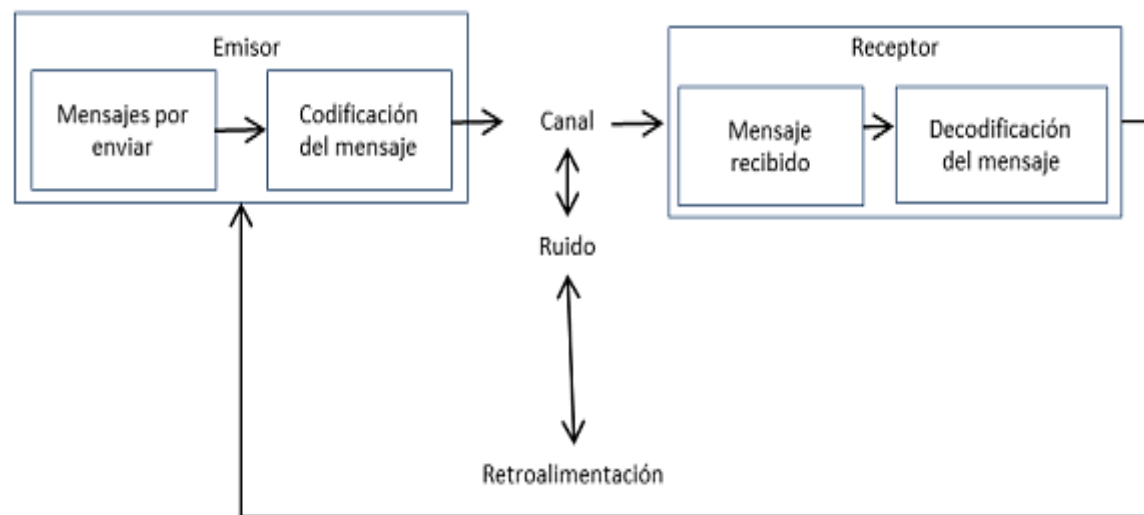 Emisor
Mensajes por
enviar
Codificación
del mensaje
Canal
Ruido
Retroalimentación
Receptor
Mensaje
recibido
Decodificación
del mensaje